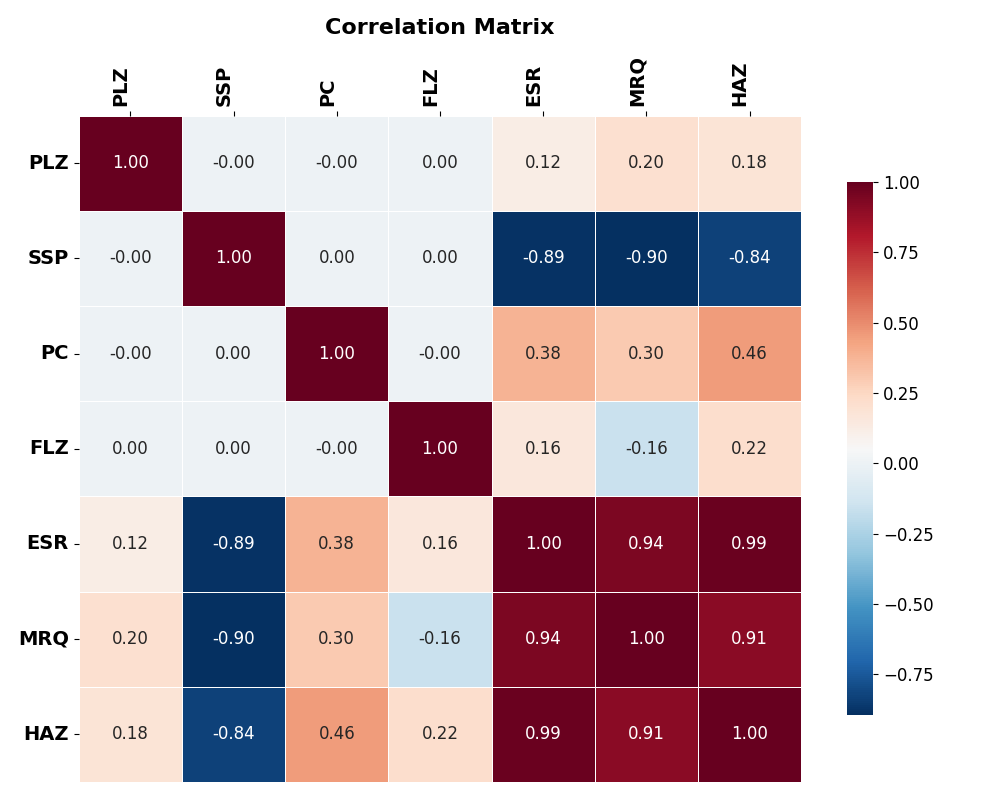 Correlation Matrix
PLZ SSP PC FLZ ESR MRQ HAZ
PLZ 1.00 -0.00 -0.00 0.00 0.12 0.20 0.18
SSP -0.00 1.00 0.00 0.00 -0.89 -0.90 -0.84
PC -0.00 0.00 1.00 -0.00 0.38 0.30 0.46
FLZ 0.00 0.00 -0.00 1.00 0.16 -0.16 0.22
ESR 0.12 -0.89 0.38 0.16 1.00 0.94 0.99
MRQ 0.20 -0.90 0.30 -0.16 0.94 1.00 0.91
HAZ 0.18 -0.84 0.46 0.22 0.99 0.91 1.00
1.00
0.75
0.50
0.25
0.00
−0.25
−0.50
−0.75